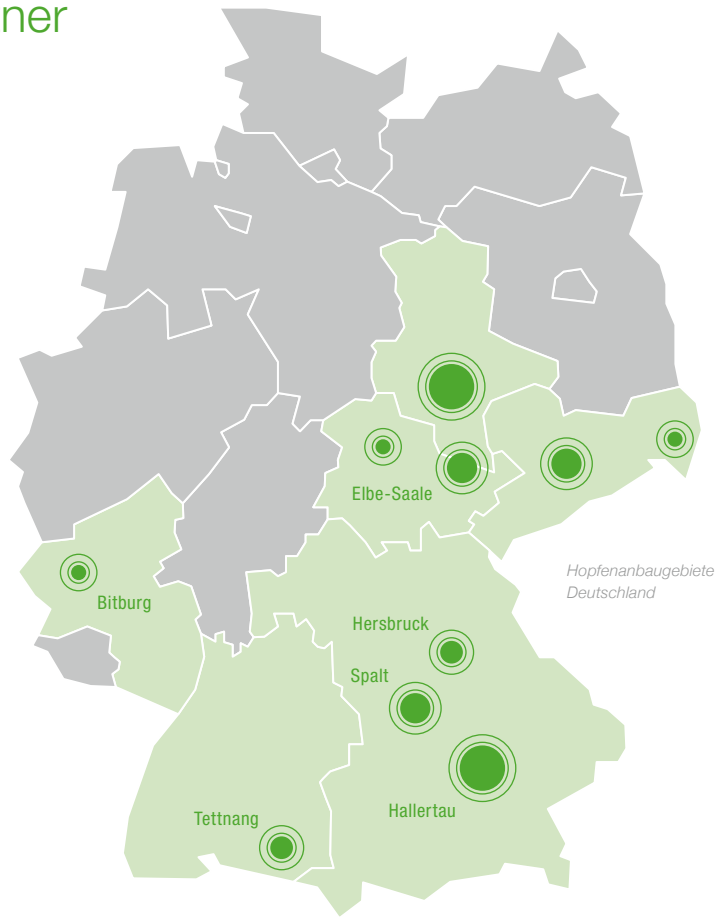 ner
Elbe-Saale
Bitburg
Hopfenanbaugebiete
Deutschland
Hersbruck
Spalt
Hallertau
Tettnang